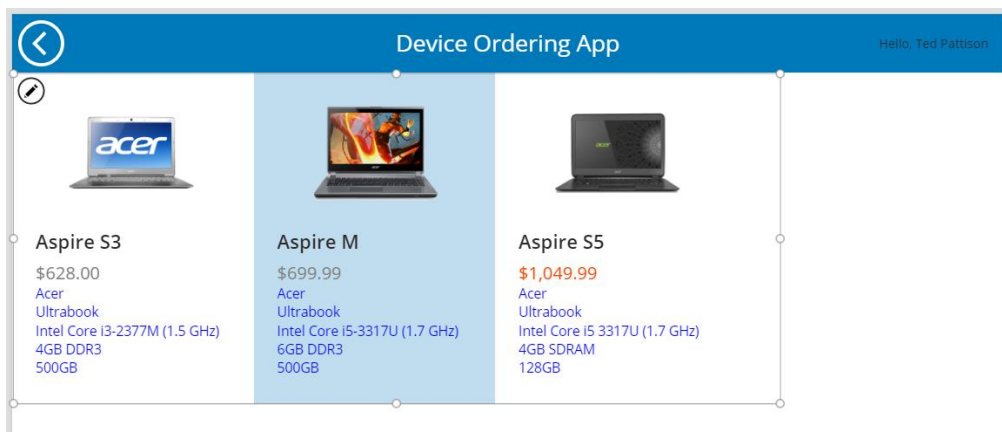 Device Ordering App
Hello, Ted Pattison
acer
acer
Aspire S3
$628.00
Acer
Ultrabook
Intel Core i3-2377M (1.5 GHz)
4GB DDR3
500GB
Aspire M
$699.99
Acer
Ultrabook
Intel Core i5-3317U (1.7 GHz)
6GB DDR3
500GB
Aspire S5
$1,049.99
Acer
Ultrabook
Intel Core i5 3317U (1.7 GHz)
4GB SDRAM
128GB